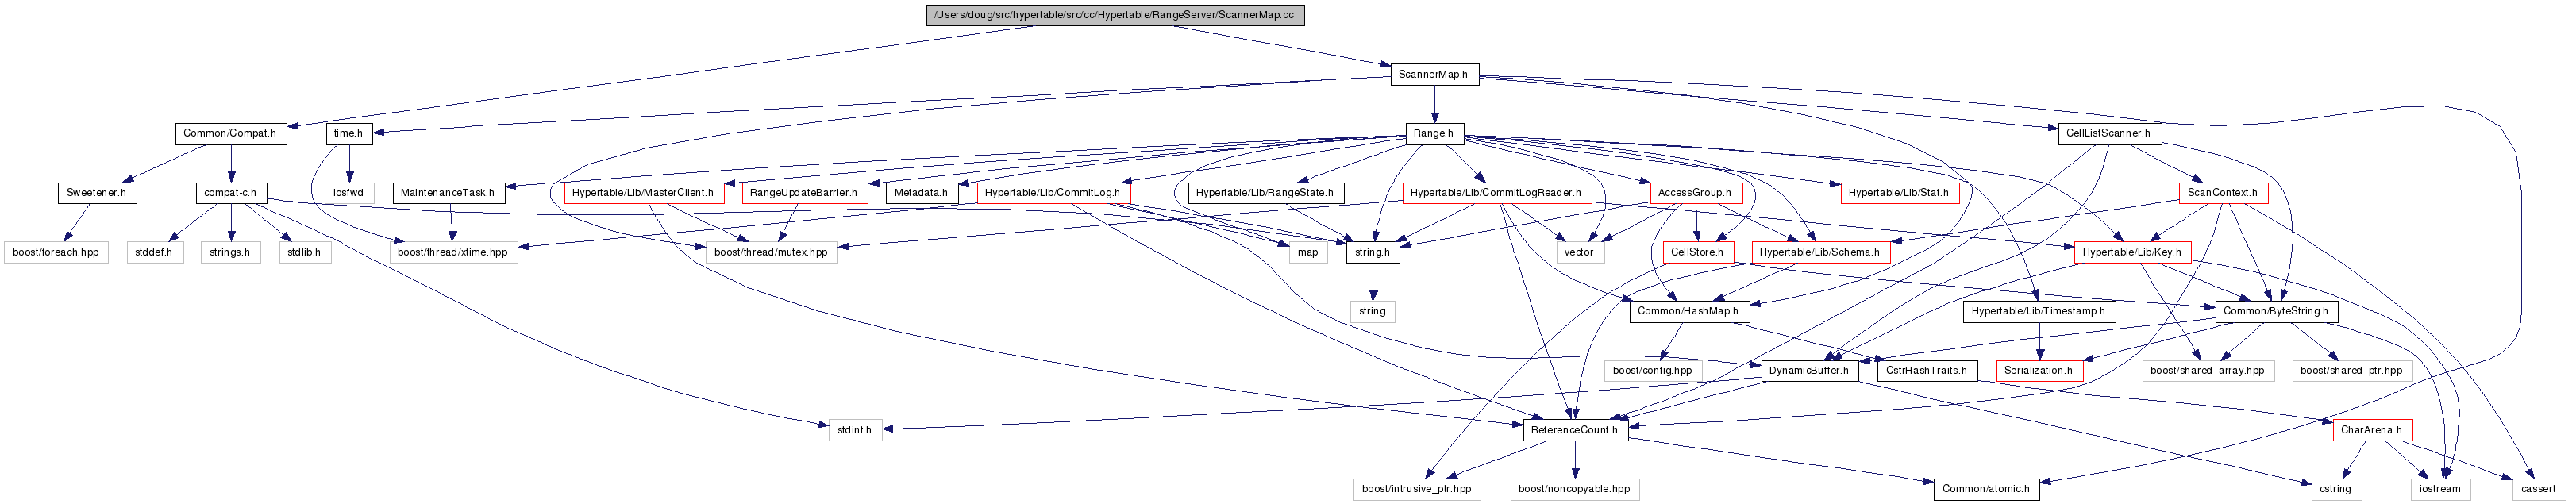 /Users/doug/src/hypertable/src/cc/Hypertable/RangeServer/ScannerMap.cc
ScannerMap.h
Common/Compat.h
time.h
Range.h
CellListScanner.h
Sweetener.h
compat-c.h
iosfwd
MaintenanceTask.h
Hypertable/Lib/MasterClient.h
RangeUpdateBarrier.h
Metadata.h
Hypertable/Lib/CommitLog.h
Hypertable/Lib/RangeState.h
Hypertable/Lib/CommitLogReader.h
AccessGroup.h
Hypertable/Lib/Stat.h
ScanContext.h
boost/foreach.hpp
stddef.h
strings.h
stdlib.h
boost/thread/xtime.hpp
boost/thread/mutex.hpp
map
string.h
vector
CellStore.h
Hypertable/Lib/Schema.h
Hypertable/Lib/Key.h
string
Common/HashMap.h
Hypertable/Lib/Timestamp.h
Common/ByteString.h
boost/config.hpp
DynamicBuffer.h
CstrHashTraits.h
Serialization.h
boost/shared_array.hpp
boost/shared_ptr.hpp
stdint.h
ReferenceCount.h
CharArena.h
boost/intrusive_ptr.hpp
boost/noncopyable.hpp
Common/atomic.h
cstring
iostream
cassert